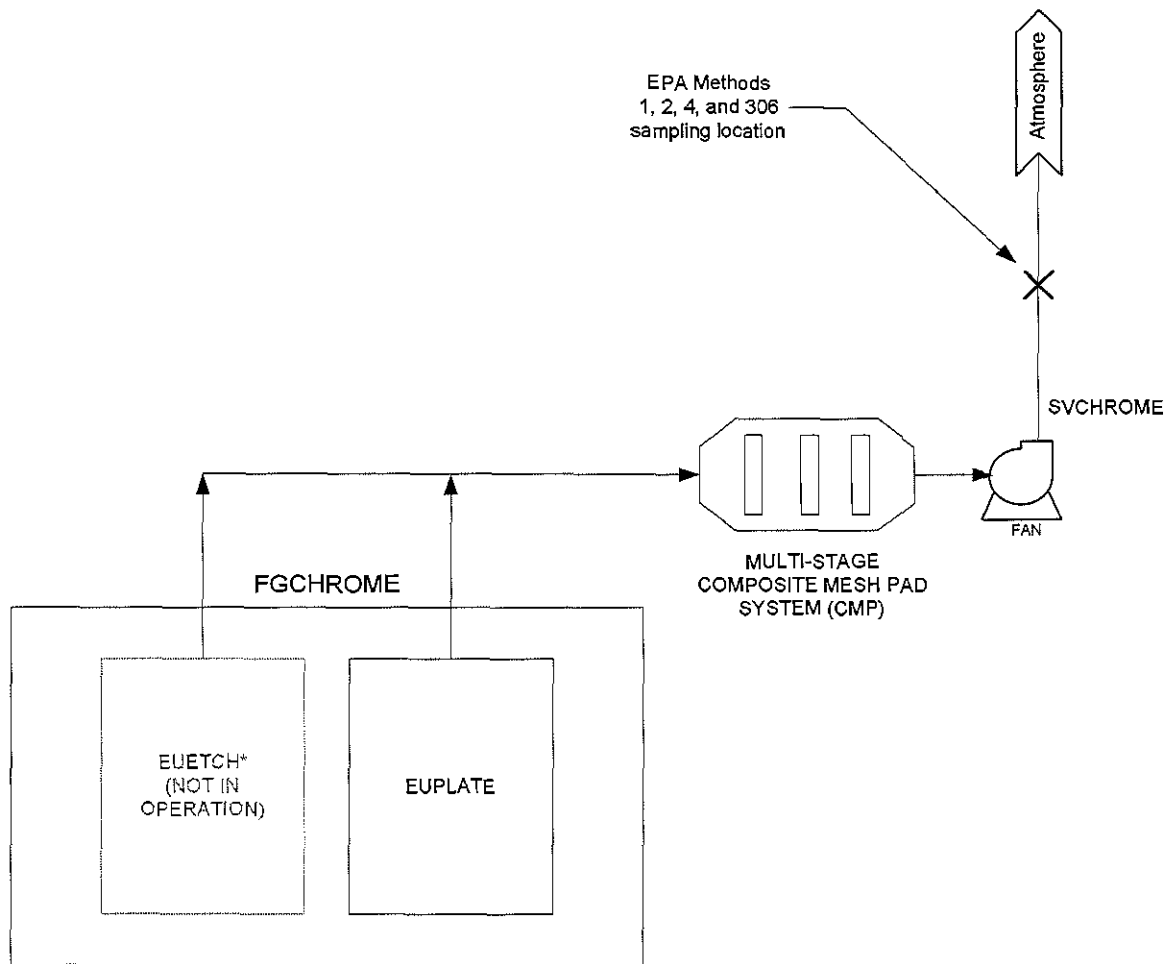 EPA Methods
1, 2, 4, and 306
sampling location
Atmosphere
SVCHROME
FAN
MULTI-STAGE
COMPOSITE MESH PAD
SYSTEM (CMP)
FGCHROME
EUETCH*
(NOT IN
OPERATION)
EUPLATE